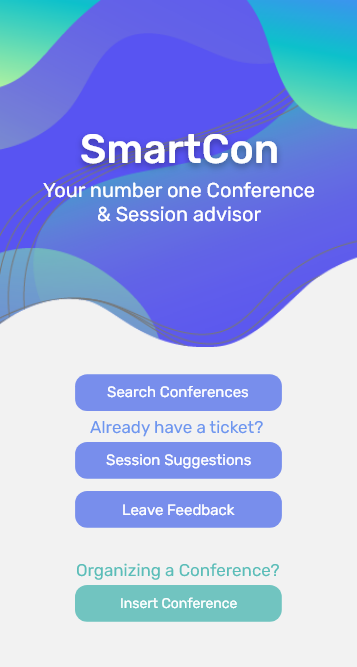 SmartCon
Your number one Conference
& Session advisor
Search Conferences
Already have a ticket?
Session Suggestions
Leave Feedback
Organizing a Conference?
Insert Conference